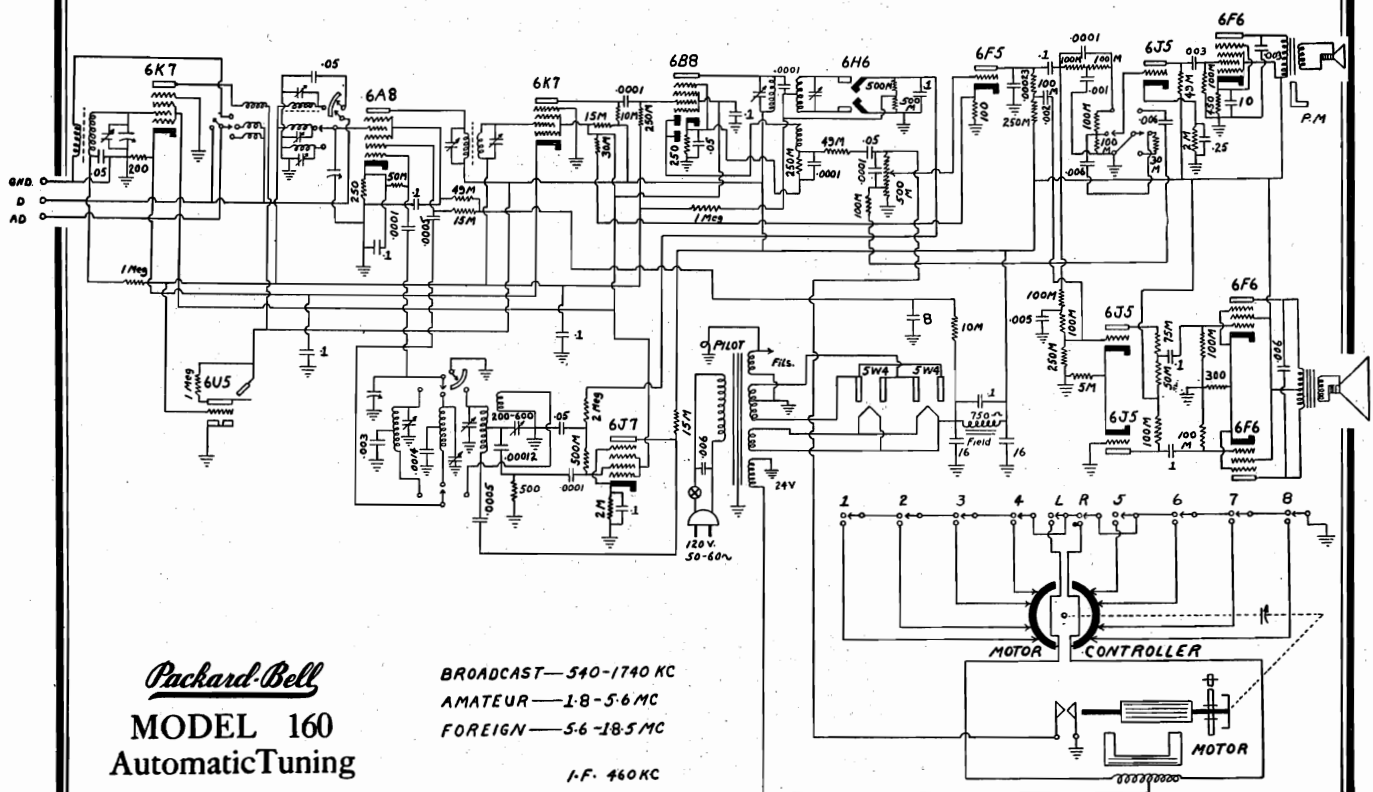 6F6
.0001
6J5
003
.001
P.M
10
49M
100M
450
2M
.25
.006
30
M
6F5
.1
100M
100
M
.001
.0003
250M
.002
100M
100
M
.006
10
6H6
500M
500
M
.1
.0001
6B8
.1
250
.05
250M
.0001
49M
.05
.0001
500
M
100M
1 Meg
6K7
.0001
10M
250M
15M
30M
6A8
.05
250
50M
.1
.0001
.0005
49M
15M
.1
6K7
.05
200
GND.
D
AD
1 Meg
.1
.1
8
10M
6U5
1 Meg
.003
.0014
200-600
.05
.00012
500
.0001
500M
2 Meg
.0005
6J7
2M
.1
15M
PILOT
Fils.
.006
24V
120 V.
50-60~
5W4
5W4
.1
750~
Field
16
16
100M
.005
100M
250M
5M
6J5
6J5
75M
.1
50M
100M
100
M
.1
100M
300
6F6
6F6
.006
1 2 3 4 L R 5 6 7 8
MOTOR CONTROLLER
MOTOR
Packard-Bell
MODEL 160
Automatic Tuning
BROADCAST—540-1740 KC
AMATEUR—1.8-5.6 MC
FOREIGN—5.6-18.5 MC
I.F. 460 KC